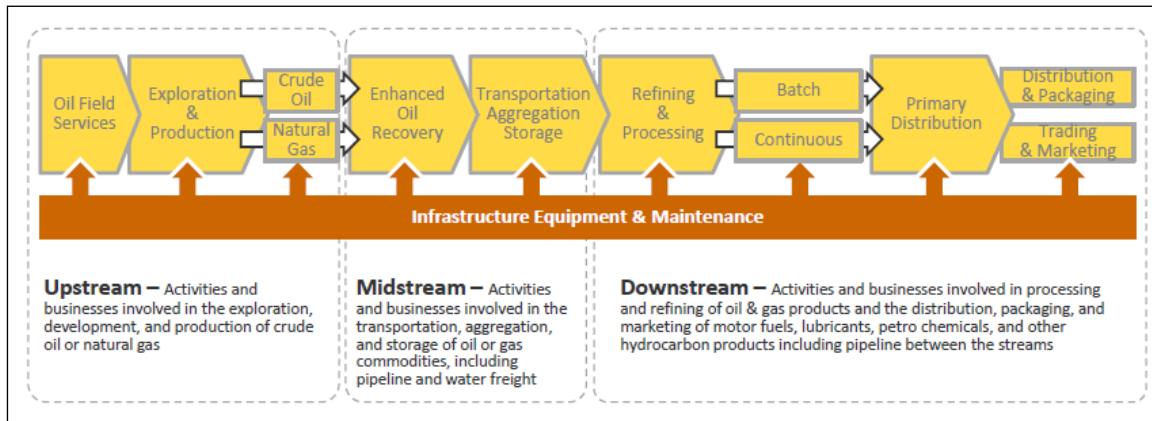 Oil Field
Services
Exploration
&
Production
Crude
Oil
Natural
Gas
Enhanced
Oil
Recovery
Transportation
Aggregation
Storage
Refining
&
Processing
Batch
Continuous
Primary
Distribution
Distribution
& Packaging
Trading
& Marketing
Infrastructure Equipment & Maintenance
Upstream – Activities and
businesses involved in the exploration,
development, and production of crude
oil or natural gas
Midstream – Activities
and businesses involved in the
transportation, aggregation,
and storage of oil or gas
commodities, including
pipeline and water freight
Downstream – Activities and businesses involved in processing
and refining of oil & gas products and the distribution, packaging, and
marketing of motor fuels, lubricants, petro chemicals, and other
hydrocarbon products including pipeline between the streams